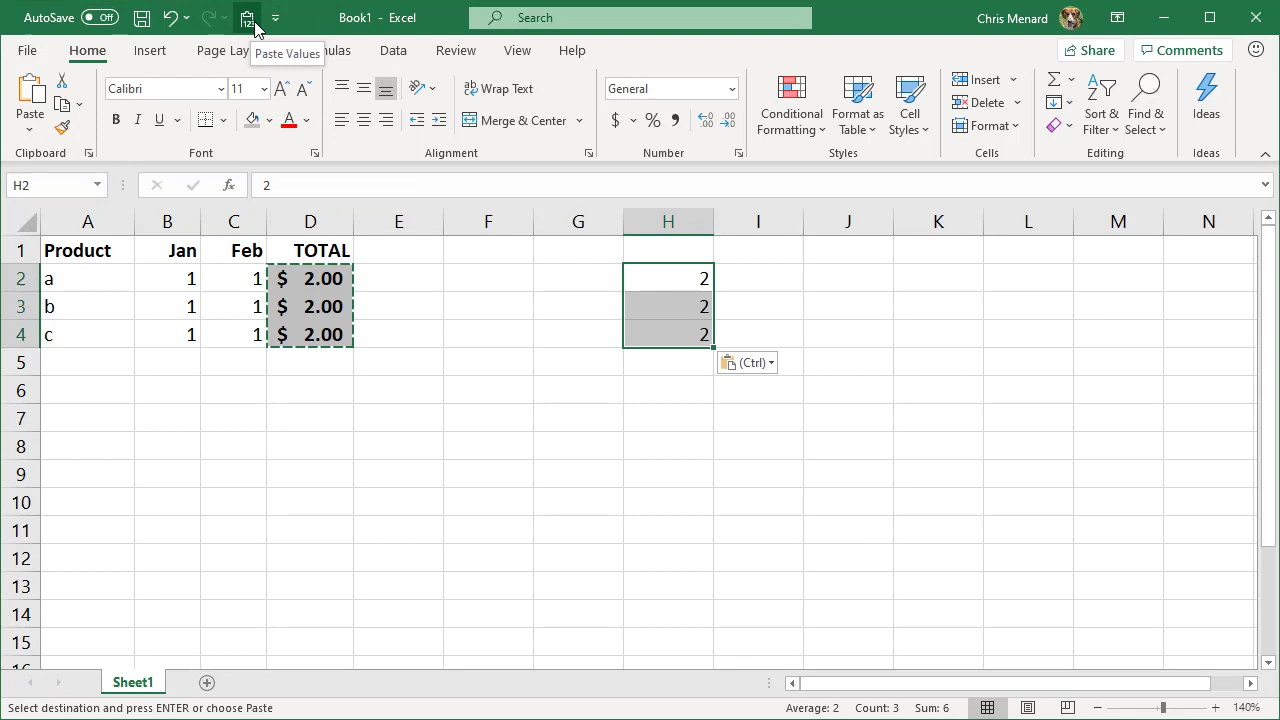 AutoSave Off Book1 - Excel Search Chris Menard
File Home Insert Page Lay Paste Values ulas Data Review View Help Share Comments
Calibri 11 Wrap Text General Insert
Paste Delete
B I U Merge & Center $ % Conditional Formatting Format as Table Cell Styles Format Sort & Filter Find & Select Ideas
Clipboard Font Alignment Number Styles Cells Editing Ideas
H2 fx 2
A B C D E F G H I J K L M N
1 Product Jan Feb TOTAL
2 a 1 1 $ 2.00 2
3 b 1 1 $ 2.00 2
4 c 1 1 $ 2.00 2
5 (Ctrl)
6
7
8
9
10
11
12
13
14
15
Sheet1
Select destination and press ENTER or choose Paste Average: 2 Count: 3 Sum: 6 140%